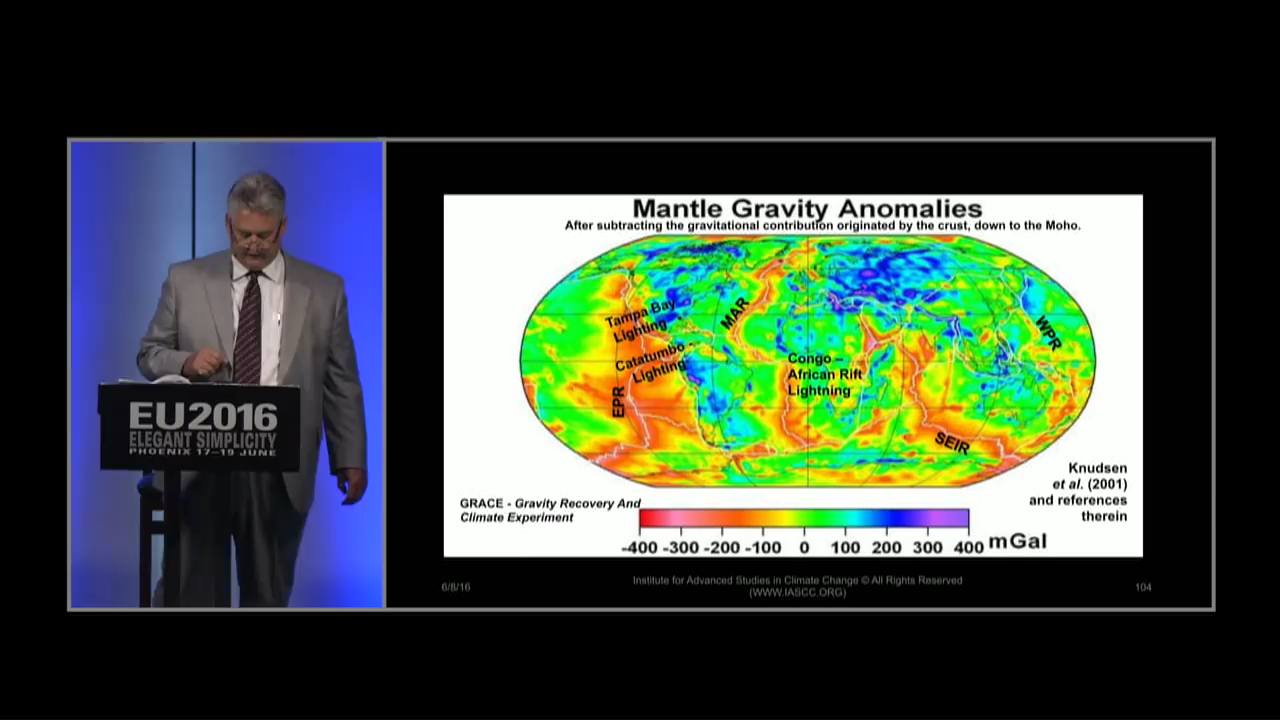 EU2016
ELEGANT SIMPLICITY
PHOENIX 17–19 JUNE
Mantle Gravity Anomalies
After subtracting the gravitational contribution originated by the crust, down to the Moho.
Tampa Bay
Lighting
MAR
WPR
Catatumbo -
Lighting
Congo –
African Rift
Lightning
EPR
SEIR
Knudsen
et al. (2001)
and references
therein
GRACE - Gravity Recovery And
Climate Experiment
-400 -300 -200 -100 0 100 200 300 400 mGal
6/8/16
Institute for Advanced Studies in Climate Change © All Rights Reserved
(WWW.IASCC.ORG)
104